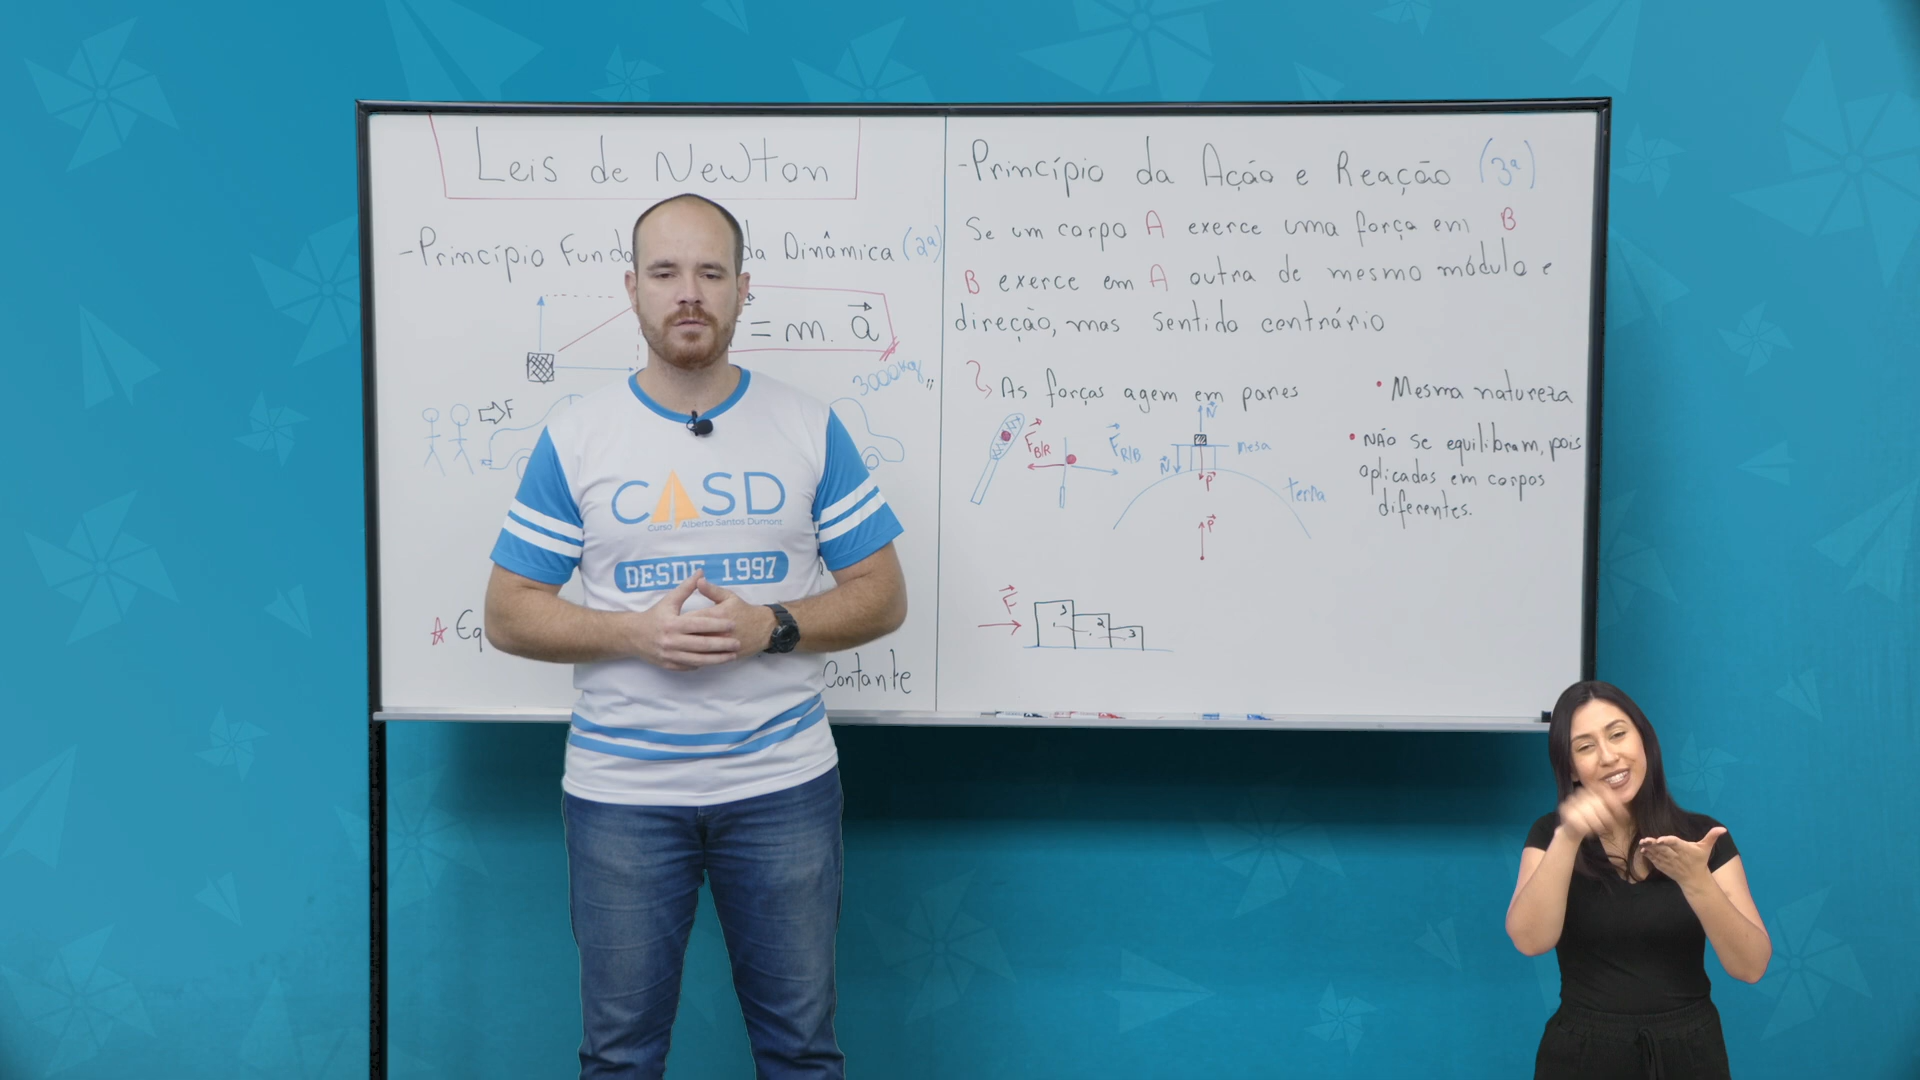 Leis de Newton
-Princípio Funda da Dinâmica (2ª)
= m. a
3000kg
F
Eq
Contante
CASD
Curso Alberto Santos Dumont
DESDE 1997
-Princípio da Ação e Reação (3ª)
Se um corpo A exerce uma força em B
B exerce em A outra de mesmo módulo e
direção, mas sentido contrário
As forças agem em pares
F B/R
F R/B
N
mesa
N
P
terra
P
• Mesma natureza
• NÃO se equilibram, pois
aplicadas em corpos
diferentes.
F
1
2
3